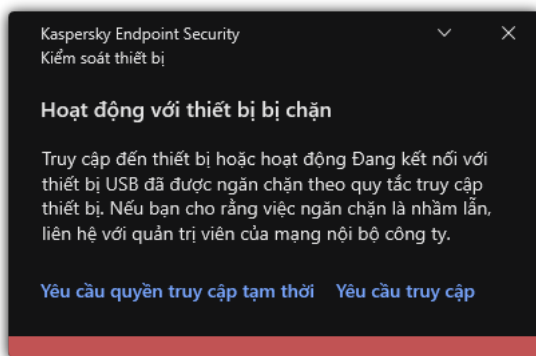 Kaspersky Endpoint Security
Kiểm soát thiết bị
Hoạt động với thiết bị bị chặn
Truy cập đến thiết bị hoặc hoạt động Đang kết nối với
thiết bị USB đã được ngăn chặn theo quy tắc truy cập
thiết bị. Nếu bạn cho rằng việc ngăn chặn là nhầm lẫn,
liên hệ với quản trị viên của mạng nội bộ công ty.
Yêu cầu quyền truy cập tạm thời Yêu cầu truy cập